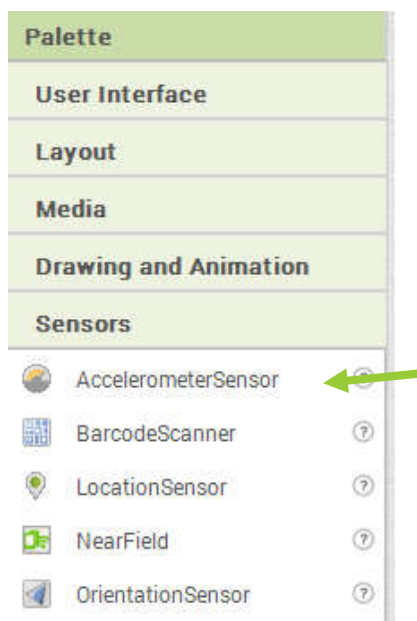 Palette
User Interface
Layout
Media
Drawing and Animation
Sensors
AccelerometerSensor ?
BarcodeScanner ?
LocationSensor ?
NearField ?
OrientationSensor ?